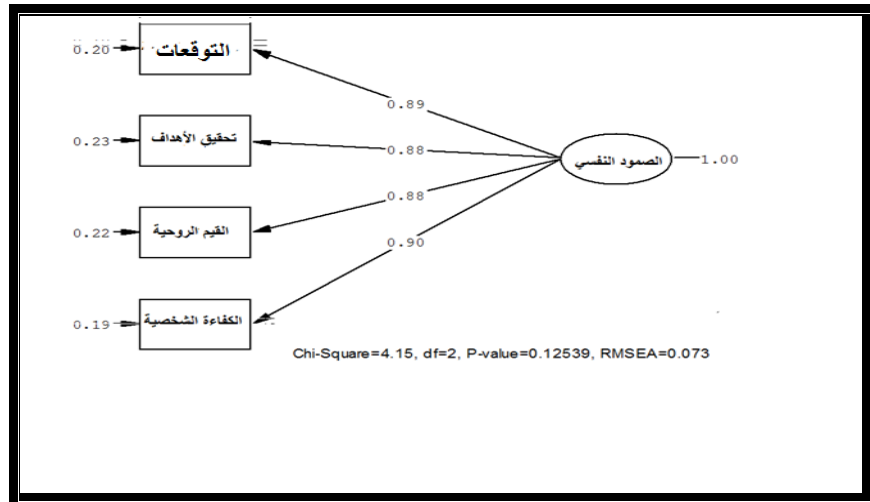 0.20 التوقعات
0.89
0.23 تحقيق الأهداف
0.88
الصمود النفسي 1.00
0.88
0.22 القيم الروحية
0.90
0.19 الكفاءة الشخصية
Chi-Square=4.15, df=2, P-value=0.12539, RMSEA=0.073